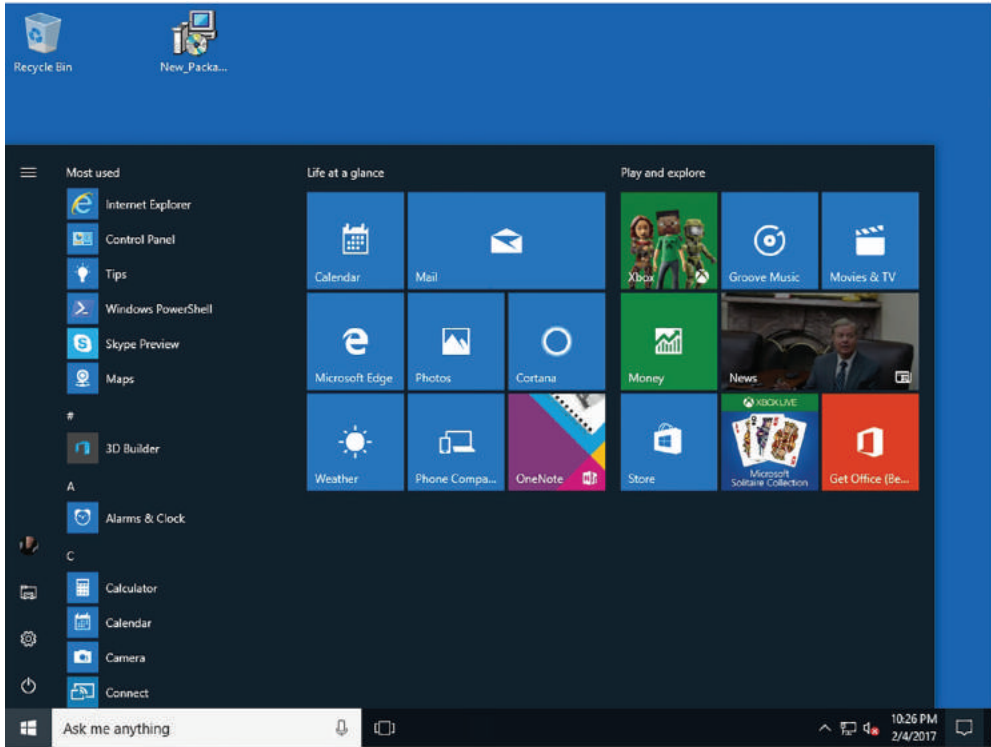 Recycle Bin
New_Packa...
Most used
Internet Explorer
Control Panel
Tips
Windows PowerShell
Skype Preview
Maps
#
3D Builder
A
Alarms & Clock
C
Calculator
Calendar
Camera
Connect
Life at a glance
Calendar
Mail
Microsoft Edge
Photos
Cortana
Weather
Phone Compa...
OneNote
Play and explore
Xbox
Groove Music
Movies & TV
Money
News
Store
XBOX LIVE
Microsoft
Solitaire Collection
Get Office (Be...
Ask me anything
10:26 PM
2/4/2017